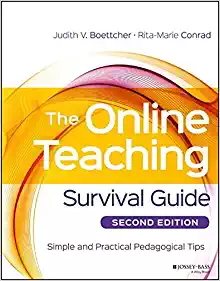 Judith V. Boettcher • Rita-Marie Conrad
The Online
Teaching
Survival Guide
SECOND EDITION
Simple and Practical Pedagogical Tips
JOSSEY-BASS
A Wiley Brand